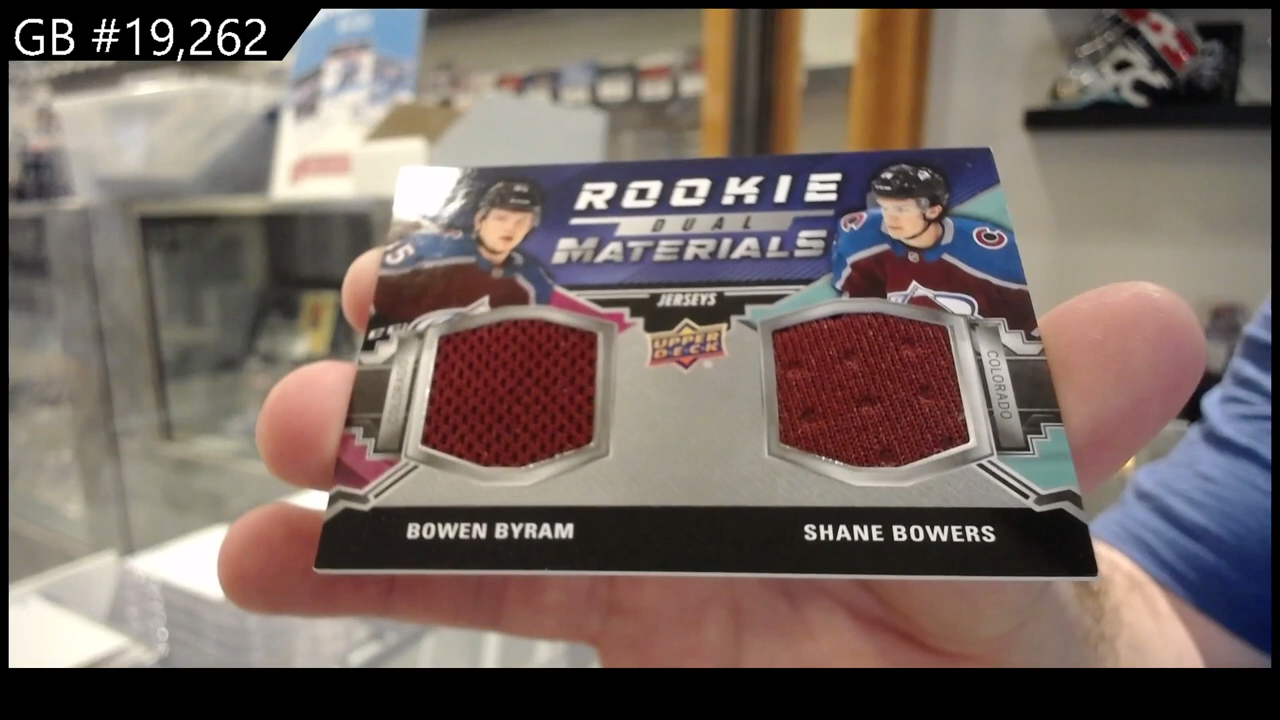 GB #19,262
ROOKIE
DUAL
MATERIALS
JERSEYS
UPPER
DECK
COLORADO
BOWEN BYRAM
SHANE BOWERS